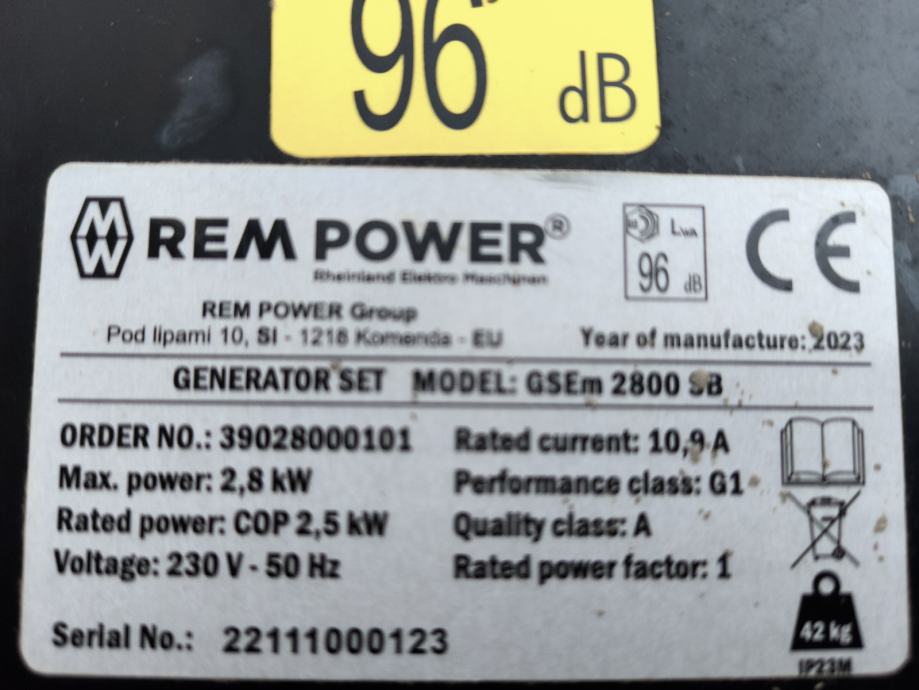 96
dB
REM POWER®
Rheinland Elektro Maschinen
LWA
96 dB
CE
REM POWER Group
Pod lipami 10, SI - 1218 Komenda - EU
Year of manufacture: 2023
GENERATOR SET MODEL: GSEm 2800 SB
ORDER NO.: 39028000101
Rated current: 10,9 A
Max. power: 2,8 kW
Performance class: G1
Rated power: COP 2,5 kW
Quality class: A
Voltage: 230 V - 50 Hz
Rated power factor: 1
42 kg
Serial No.: 22111000123
IP23M